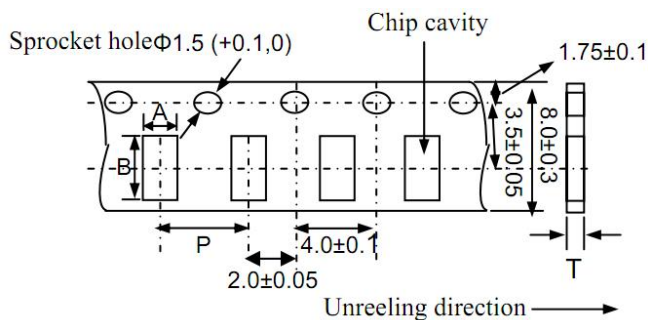 Chip cavity
Sprocket holeΦ1.5 (+0.1,0)
1.75±0.1
A
B
3.5±0.05
8.0±0.3
P
4.0±0.1
2.0±0.05
T
Unreeling direction